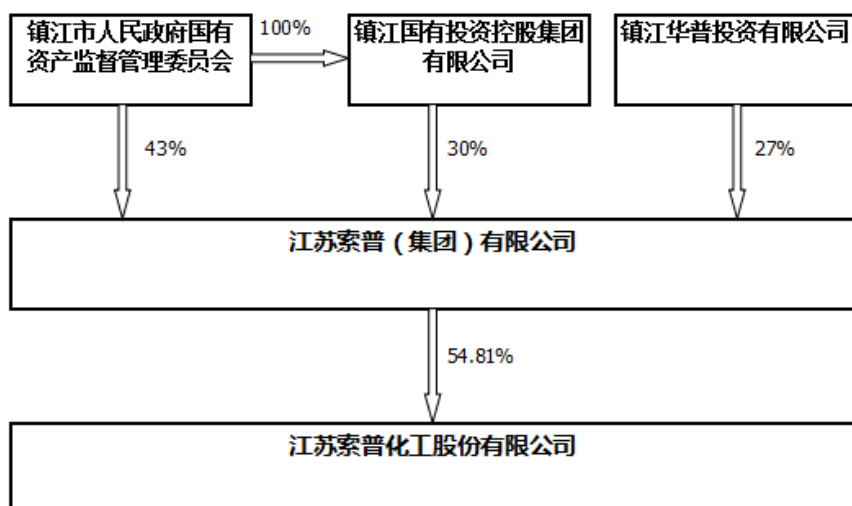 镇江市人民政府国有
资产监督管理委员会
100%
镇江国有投资控股集团
有限公司
镇江华普投资有限公司
43%
30%
27%
江苏索普（集团）有限公司
54.81%
江苏索普化工股份有限公司